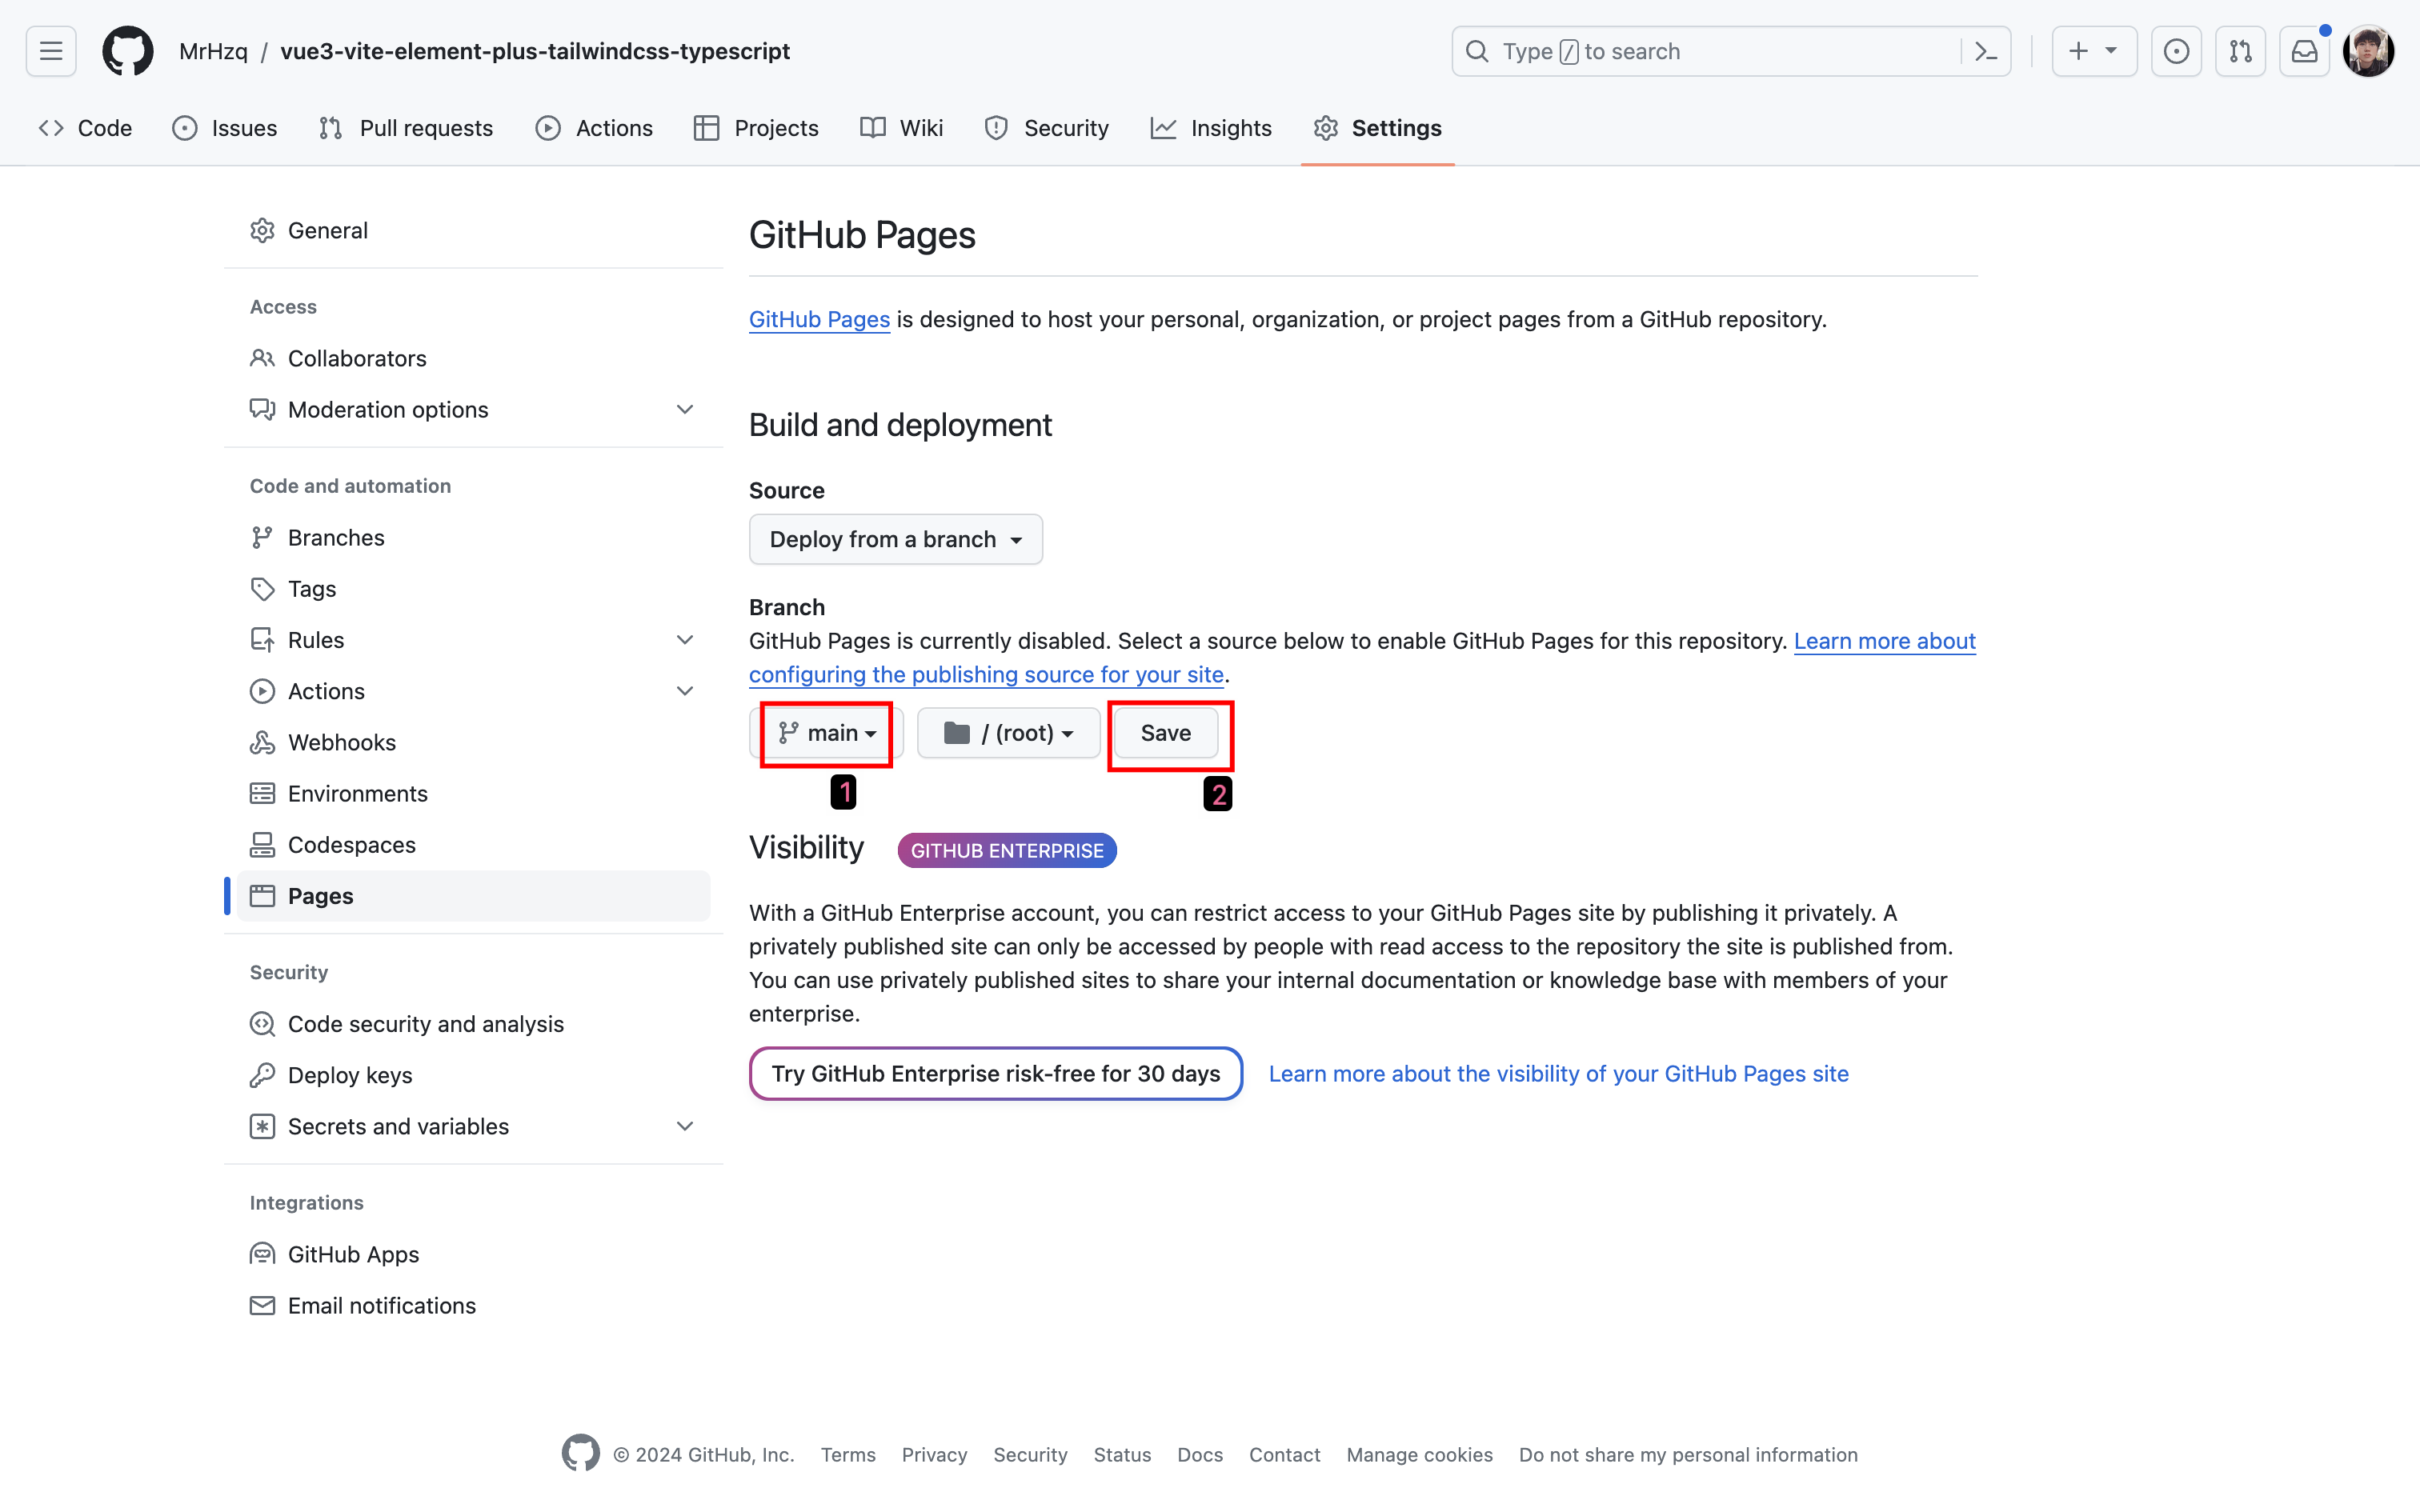 MrHzq / vue3-vite-element-plus-tailwindcss-typescript
Type / to search
Code Issues Pull requests Actions Projects Wiki Security Insights Settings
General
Access
Collaborators
Moderation options
Code and automation
Branches
Tags
Rules
Actions
Webhooks
Environments
Codespaces
Pages
Security
Code security and analysis
Deploy keys
Secrets and variables
Integrations
GitHub Apps
Email notifications
GitHub Pages
GitHub Pages is designed to host your personal, organization, or project pages from a GitHub repository.
Build and deployment
Source
Deploy from a branch
Branch
GitHub Pages is currently disabled. Select a source below to enable GitHub Pages for this repository. Learn more about
configuring the publishing source for your site.
main / (root) Save
1 2
Visibility GITHUB ENTERPRISE
With a GitHub Enterprise account, you can restrict access to your GitHub Pages site by publishing it privately. A
privately published site can only be accessed by people with read access to the repository the site is published from.
You can use privately published sites to share your internal documentation or knowledge base with members of your
enterprise.
Try GitHub Enterprise risk-free for 30 days Learn more about the visibility of your GitHub Pages site
© 2024 GitHub, Inc. Terms Privacy Security Status Docs Contact Manage cookies Do not share my personal information